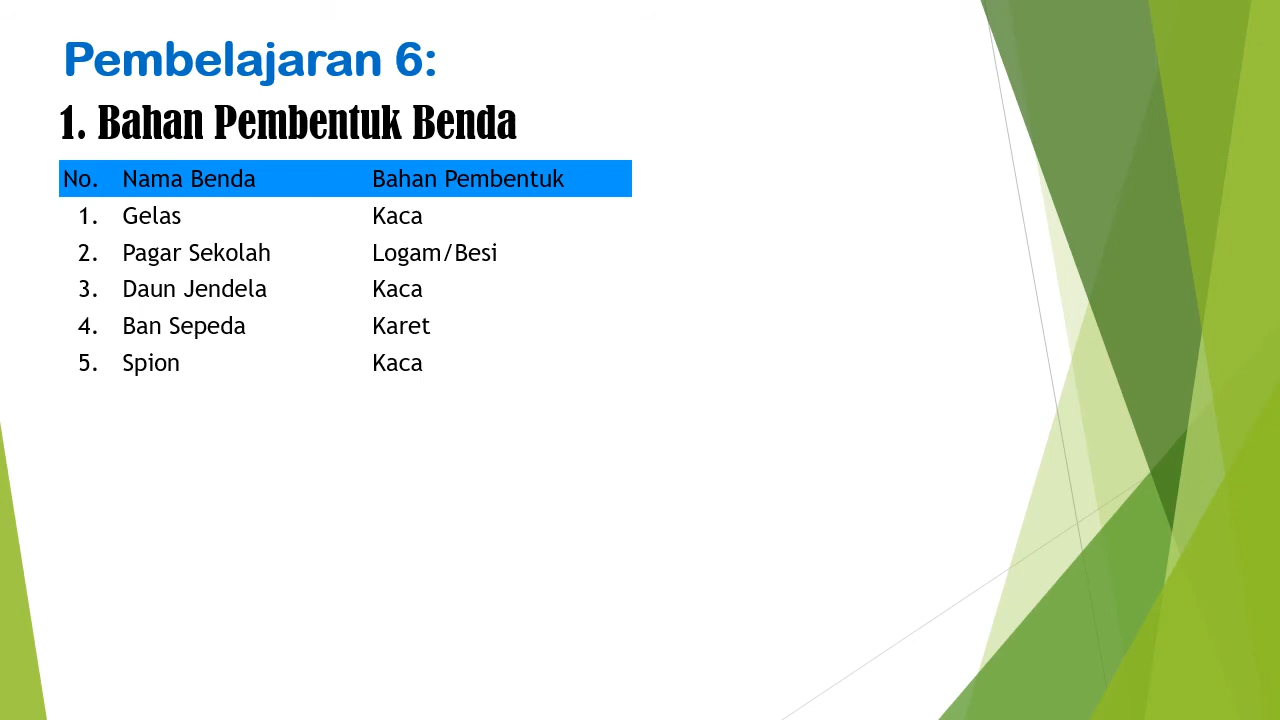 Pembelajaran 6:
1. Bahan Pembentuk Benda
No. Nama Benda Bahan Pembentuk
1. Gelas Kaca
2. Pagar Sekolah Logam/Besi
3. Daun Jendela Kaca
4. Ban Sepeda Karet
5. Spion Kaca